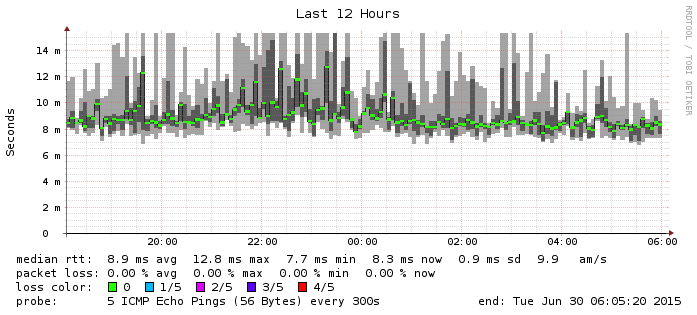 Last 12 Hours
RRDTOOL / TOBI OETIKER
Seconds
14 m
12 m
10 m
8 m
6 m
4 m
2 m
0
20:00 22:00 00:00 02:00 04:00 06:00
median rtt: 8.9 ms avg 12.8 ms max 7.7 ms min 8.3 ms now 0.9 ms sd 9.9 am/s
packet loss: 0.00 % avg 0.00 % max 0.00 % min 0.00 % now
loss color: 0 1/5 2/5 3/5 4/5
probe: 5 ICMP Echo Pings (56 Bytes) every 300s end: Tue Jun 30 06:05:20 2015